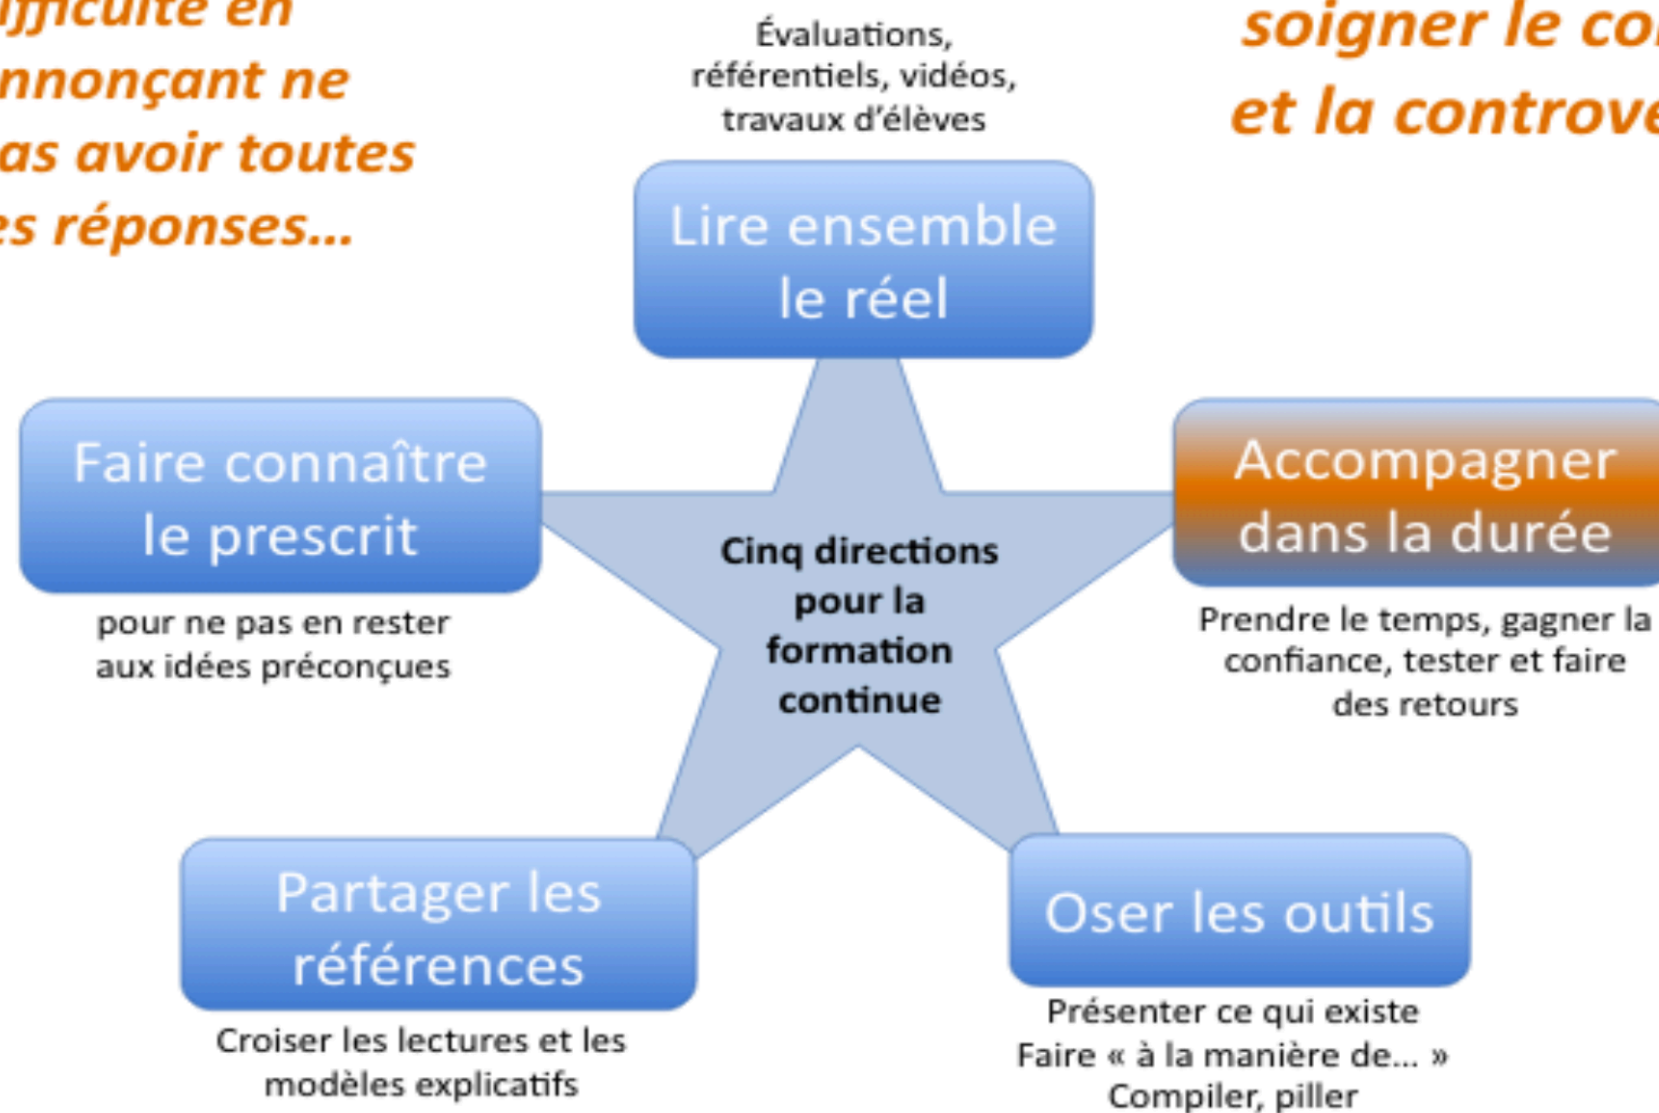 en
ne
avoir toutes
réponses...
soigner le
et la
Évaluations,
référentiels, vidéos,
travaux d'élèves
Lire ensemble
le réel
Faire connaître
le prescrit
pour ne pas en rester
aux idées préconçues
Accompagner
dans la durée
Prendre le temps, gagner la
confiance, tester et faire
des retours
Cinq directions
pour la
formation
continue
Partager les
références
Croiser les lectures et les
modèles explicatifs
Oser les outils
Présenter ce qui existe
Faire « à la manière de... »
Compiler, piller